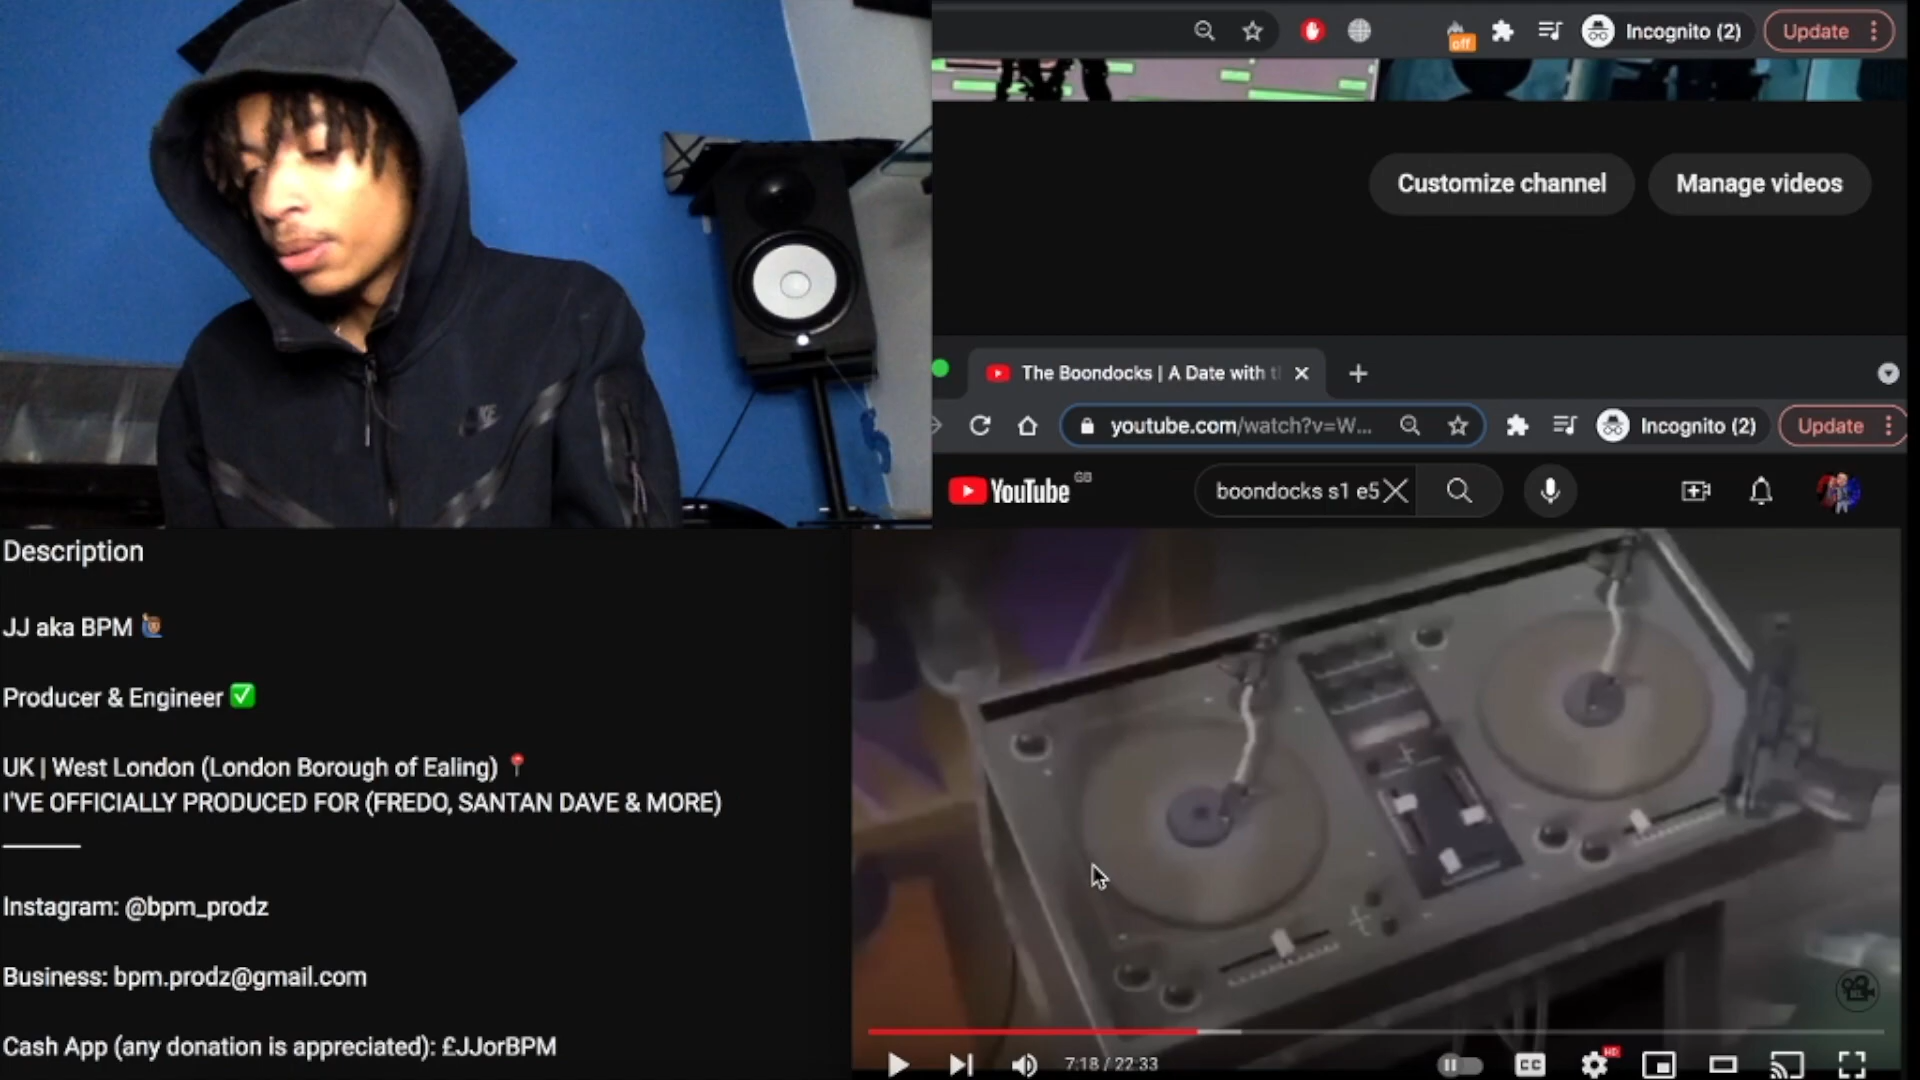 Incognito (2)
Update
off
Customize channel
Manage videos
The Boondocks | A Date with t
youtube.com/watch?v=W...
Incognito (2)
Update
YouTube GB
boondocks s1 e5
Description
JJ aka BPM
Producer & Engineer
UK | West London (London Borough of Ealing)
I'VE OFFICIALLY PRODUCED FOR (FREDO, SANTAN DAVE & MORE)
Instagram: @bpm_prodz
Business: bpm.prodz@gmail.com
Cash App (any donation is appreciated): £JJorBPM
7:18 / 22:33
CC
HD